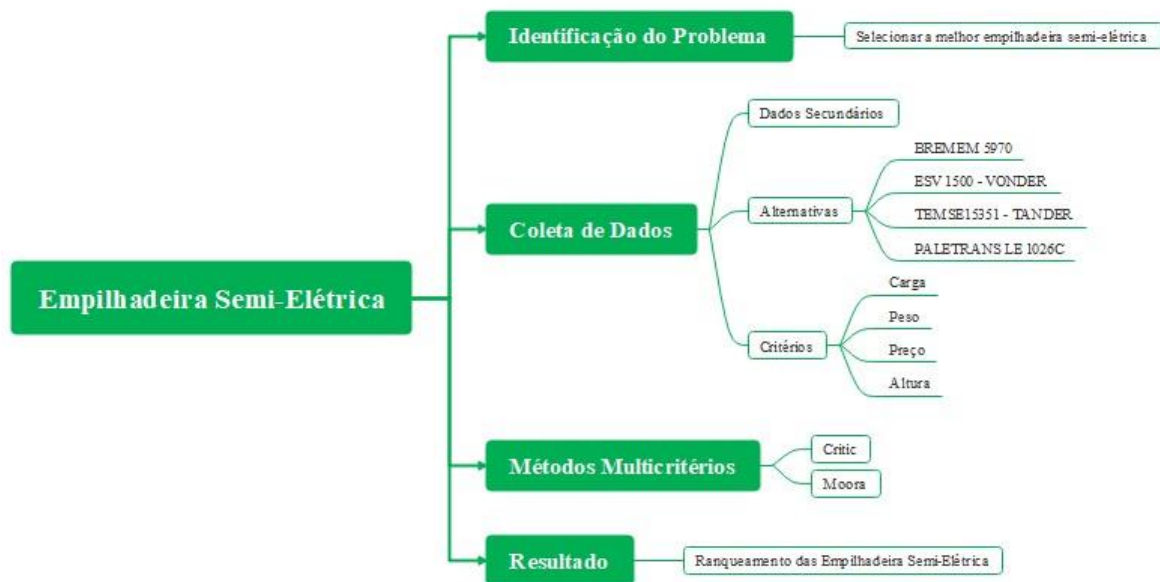 Empilhadeira Semi-Elétrica
Identificação do Problema
Selecionar a melhor empilhadeira semi-elétrica
Coleta de Dados
Dados Secundários
Alternativas
BREMEM 5970
ESV 1500 - VONDER
TEMSE15351 - TANDER
PALETRANS LE 1026C
Critérios
Carga
Peso
Preço
Altura
Métodos Multicritérios
Critic
Moora
Resultado
Ranqueamento das Empilhadeira Semi-Elétrica